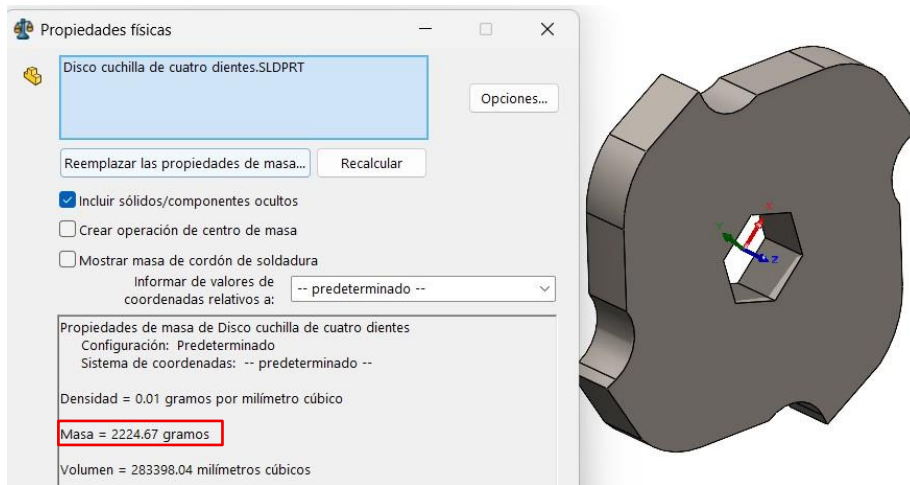 Propiedades físicas
Disco cuchilla de cuatro dientes.SLDPRT
Opciones...
Reemplazar las propiedades de masa...
Recalcular
Incluir sólidos/componentes ocultos
Crear operación de centro de masa
Mostrar masa de cordón de soldadura
Informar de valores de
coordenadas relativos a:
-- predeterminado --
Propiedades de masa de Disco cuchilla de cuatro dientes
Configuración: Predeterminado
Sistema de coordenadas: -- predeterminado --
Densidad = 0.01 gramos por milímetro cúbico
Masa = 2224.67 gramos
Volumen = 283398.04 milímetros cúbicos
X
Y
Z